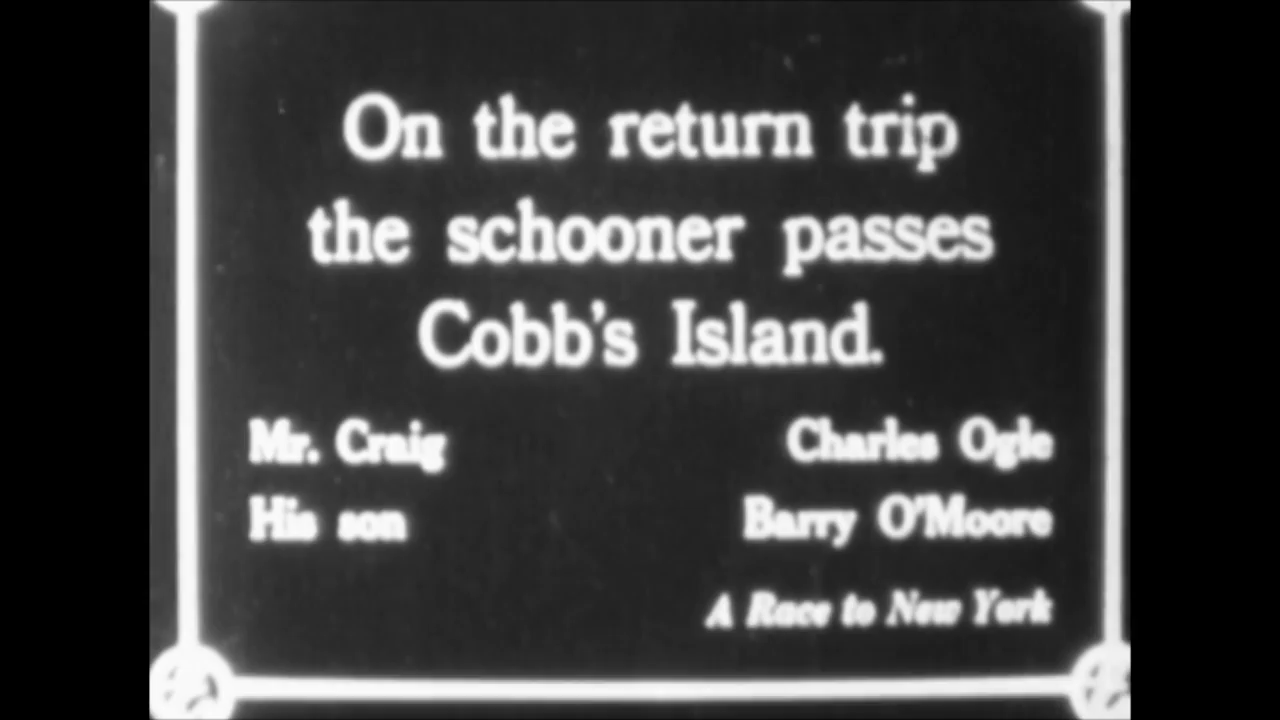 On the return trip
the schooner passes
Cobb's Island.
Mr. Craig Charles Ogle
His son Barry O'Moore
A Race to New York